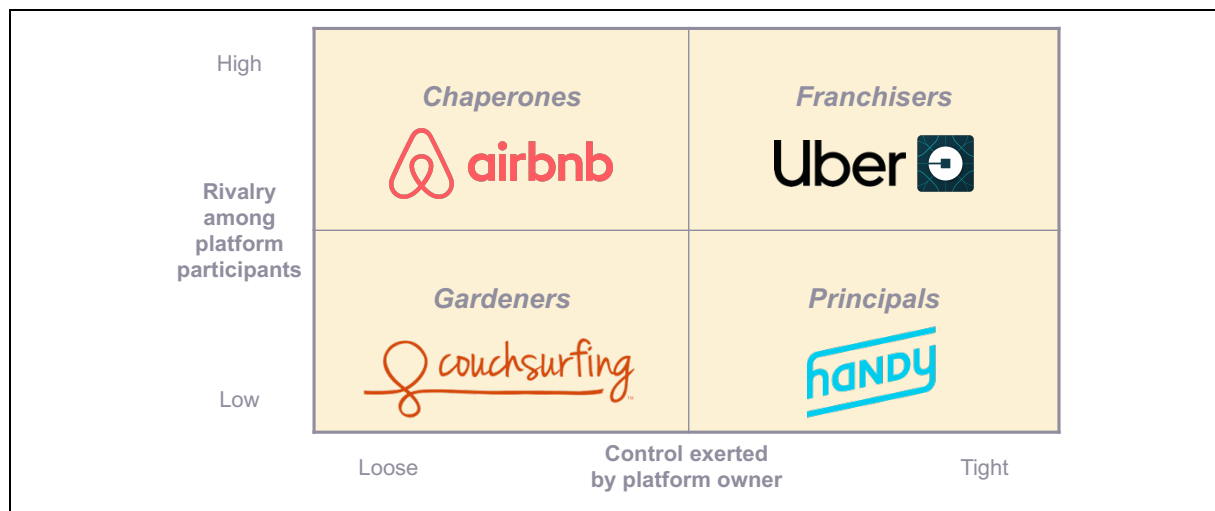 High
Chaperones
Franchisers
airbnb
Uber
Rivalry
among
platform
participants
Gardeners
Principals
couchsurfing
HANDY
Low
Loose
Control exerted
by platform owner
Tight